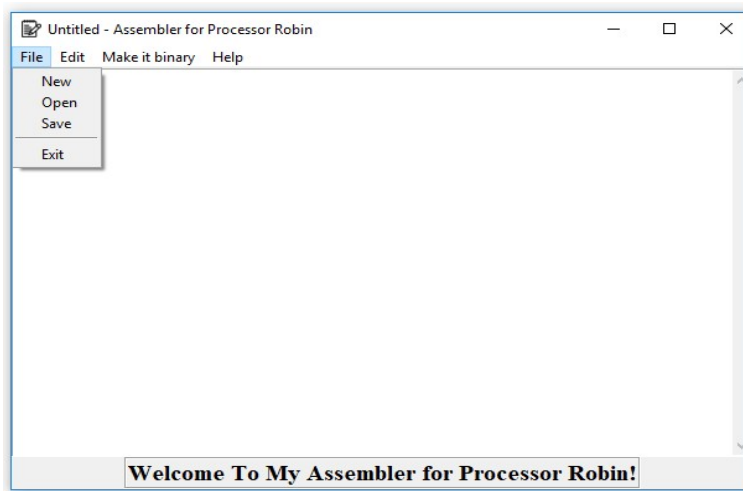 Untitled - Assembler for Processor Robin
File Edit Make it binary Help
New
Open
Save
Exit
Welcome To My Assembler for Processor Robin!